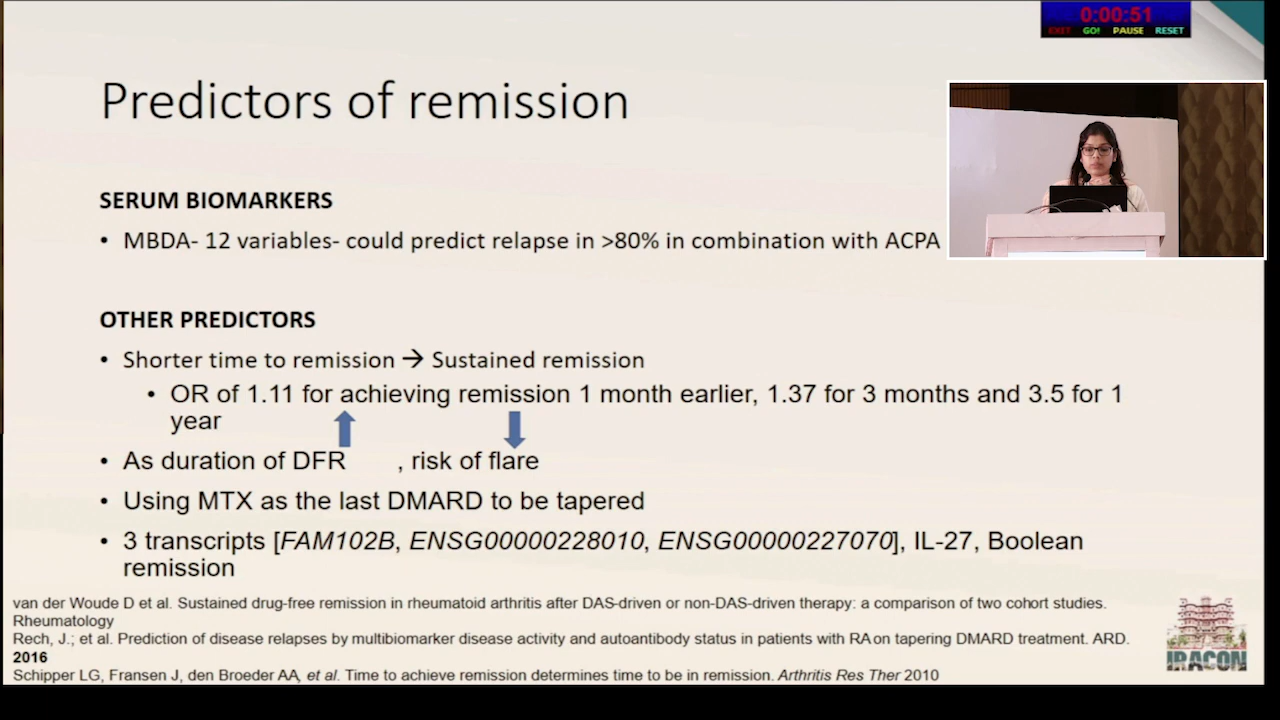 0:00:51
EXIT GO! PAUSE RESET
Predictors of remission
SERUM BIOMARKERS
• MBDA- 12 variables- could predict relapse in >80% in combination with ACPA
OTHER PREDICTORS
• Shorter time to remission → Sustained remission
• OR of 1.11 for achieving remission 1 month earlier, 1.37 for 3 months and 3.5 for 1
year
• As duration of DFR , risk of flare
• Using MTX as the last DMARD to be tapered
• 3 transcripts [FAM102B, ENSG00000228010, ENSG00000227070], IL-27, Boolean
remission
van der Woude D et al. Sustained drug-free remission in rheumatoid arthritis after DAS-driven or non-DAS-driven therapy: a comparison of two cohort studies.
Rheumatology
Rech, J.; et al. Prediction of disease relapses by multibiomarker disease activity and autoantibody status in patients with RA on tapering DMARD treatment. ARD.
2016
Schipper LG, Fransen J, den Broeder AA, et al. Time to achieve remission determines time to be in remission. Arthritis Res Ther 2010
IRACON